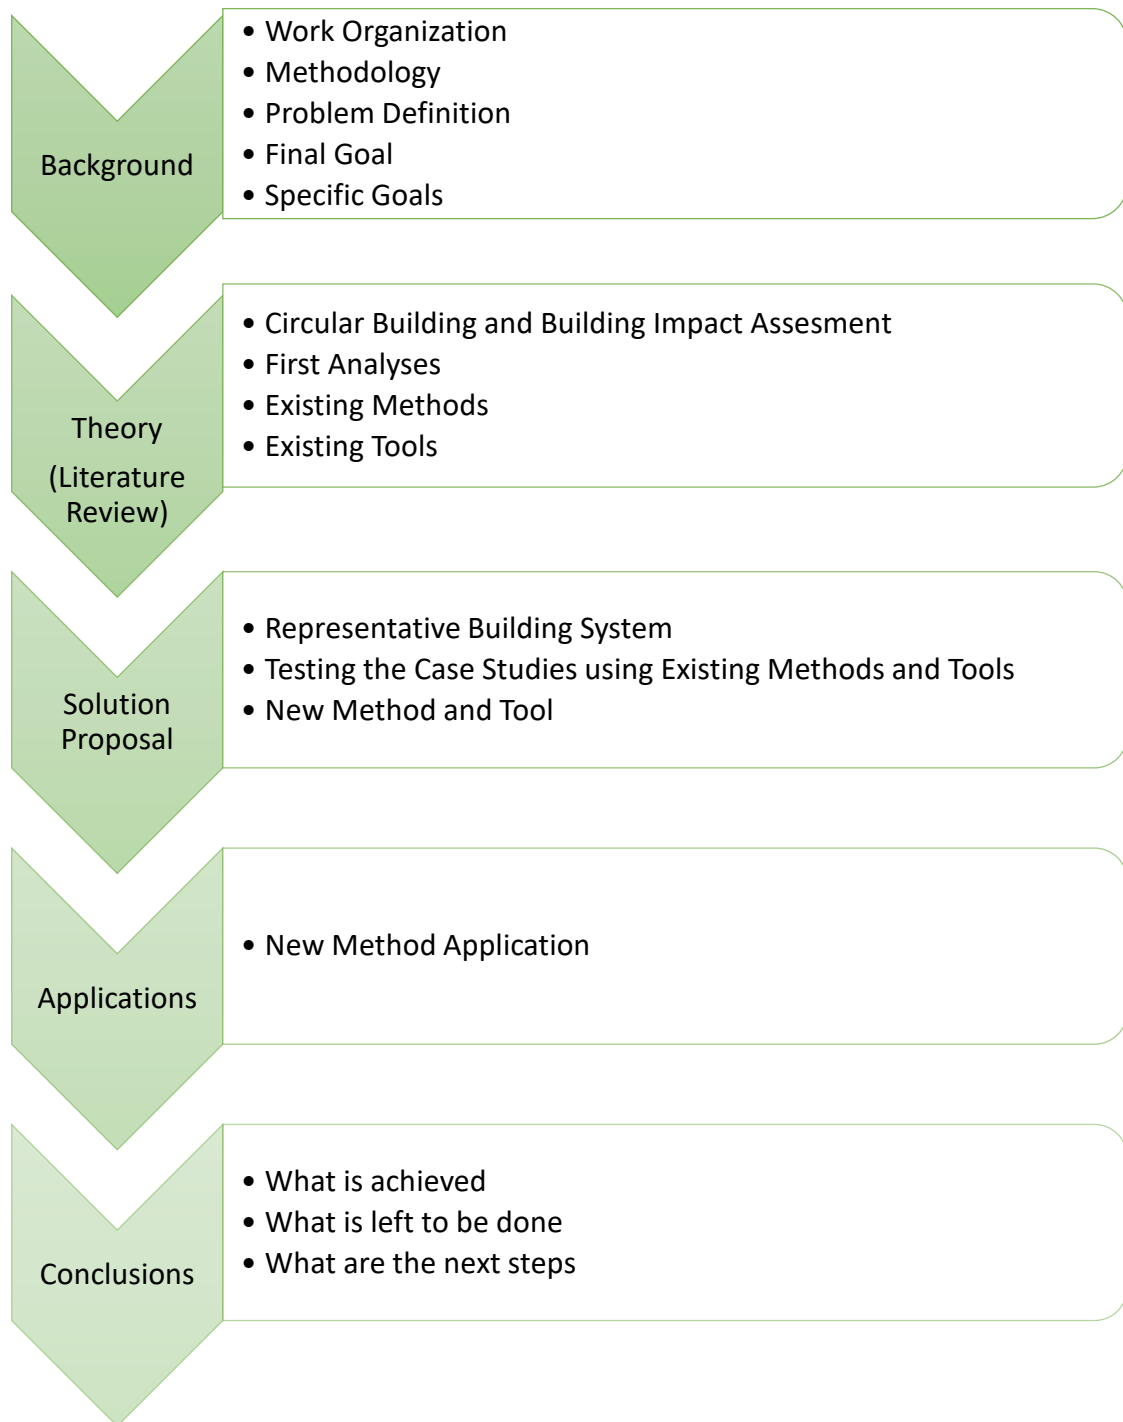 Background
• Work Organization
• Methodology
• Problem Definition
• Final Goal
• Specific Goals
Theory
(Literature
Review)
• Circular Building and Building Impact Assesment
• First Analyses
• Existing Methods
• Existing Tools
Solution
Proposal
• Representative Building System
• Testing the Case Studies using Existing Methods and Tools
• New Method and Tool
Applications
• New Method Application
Conclusions
• What is achieved
• What is left to be done
• What are the next steps